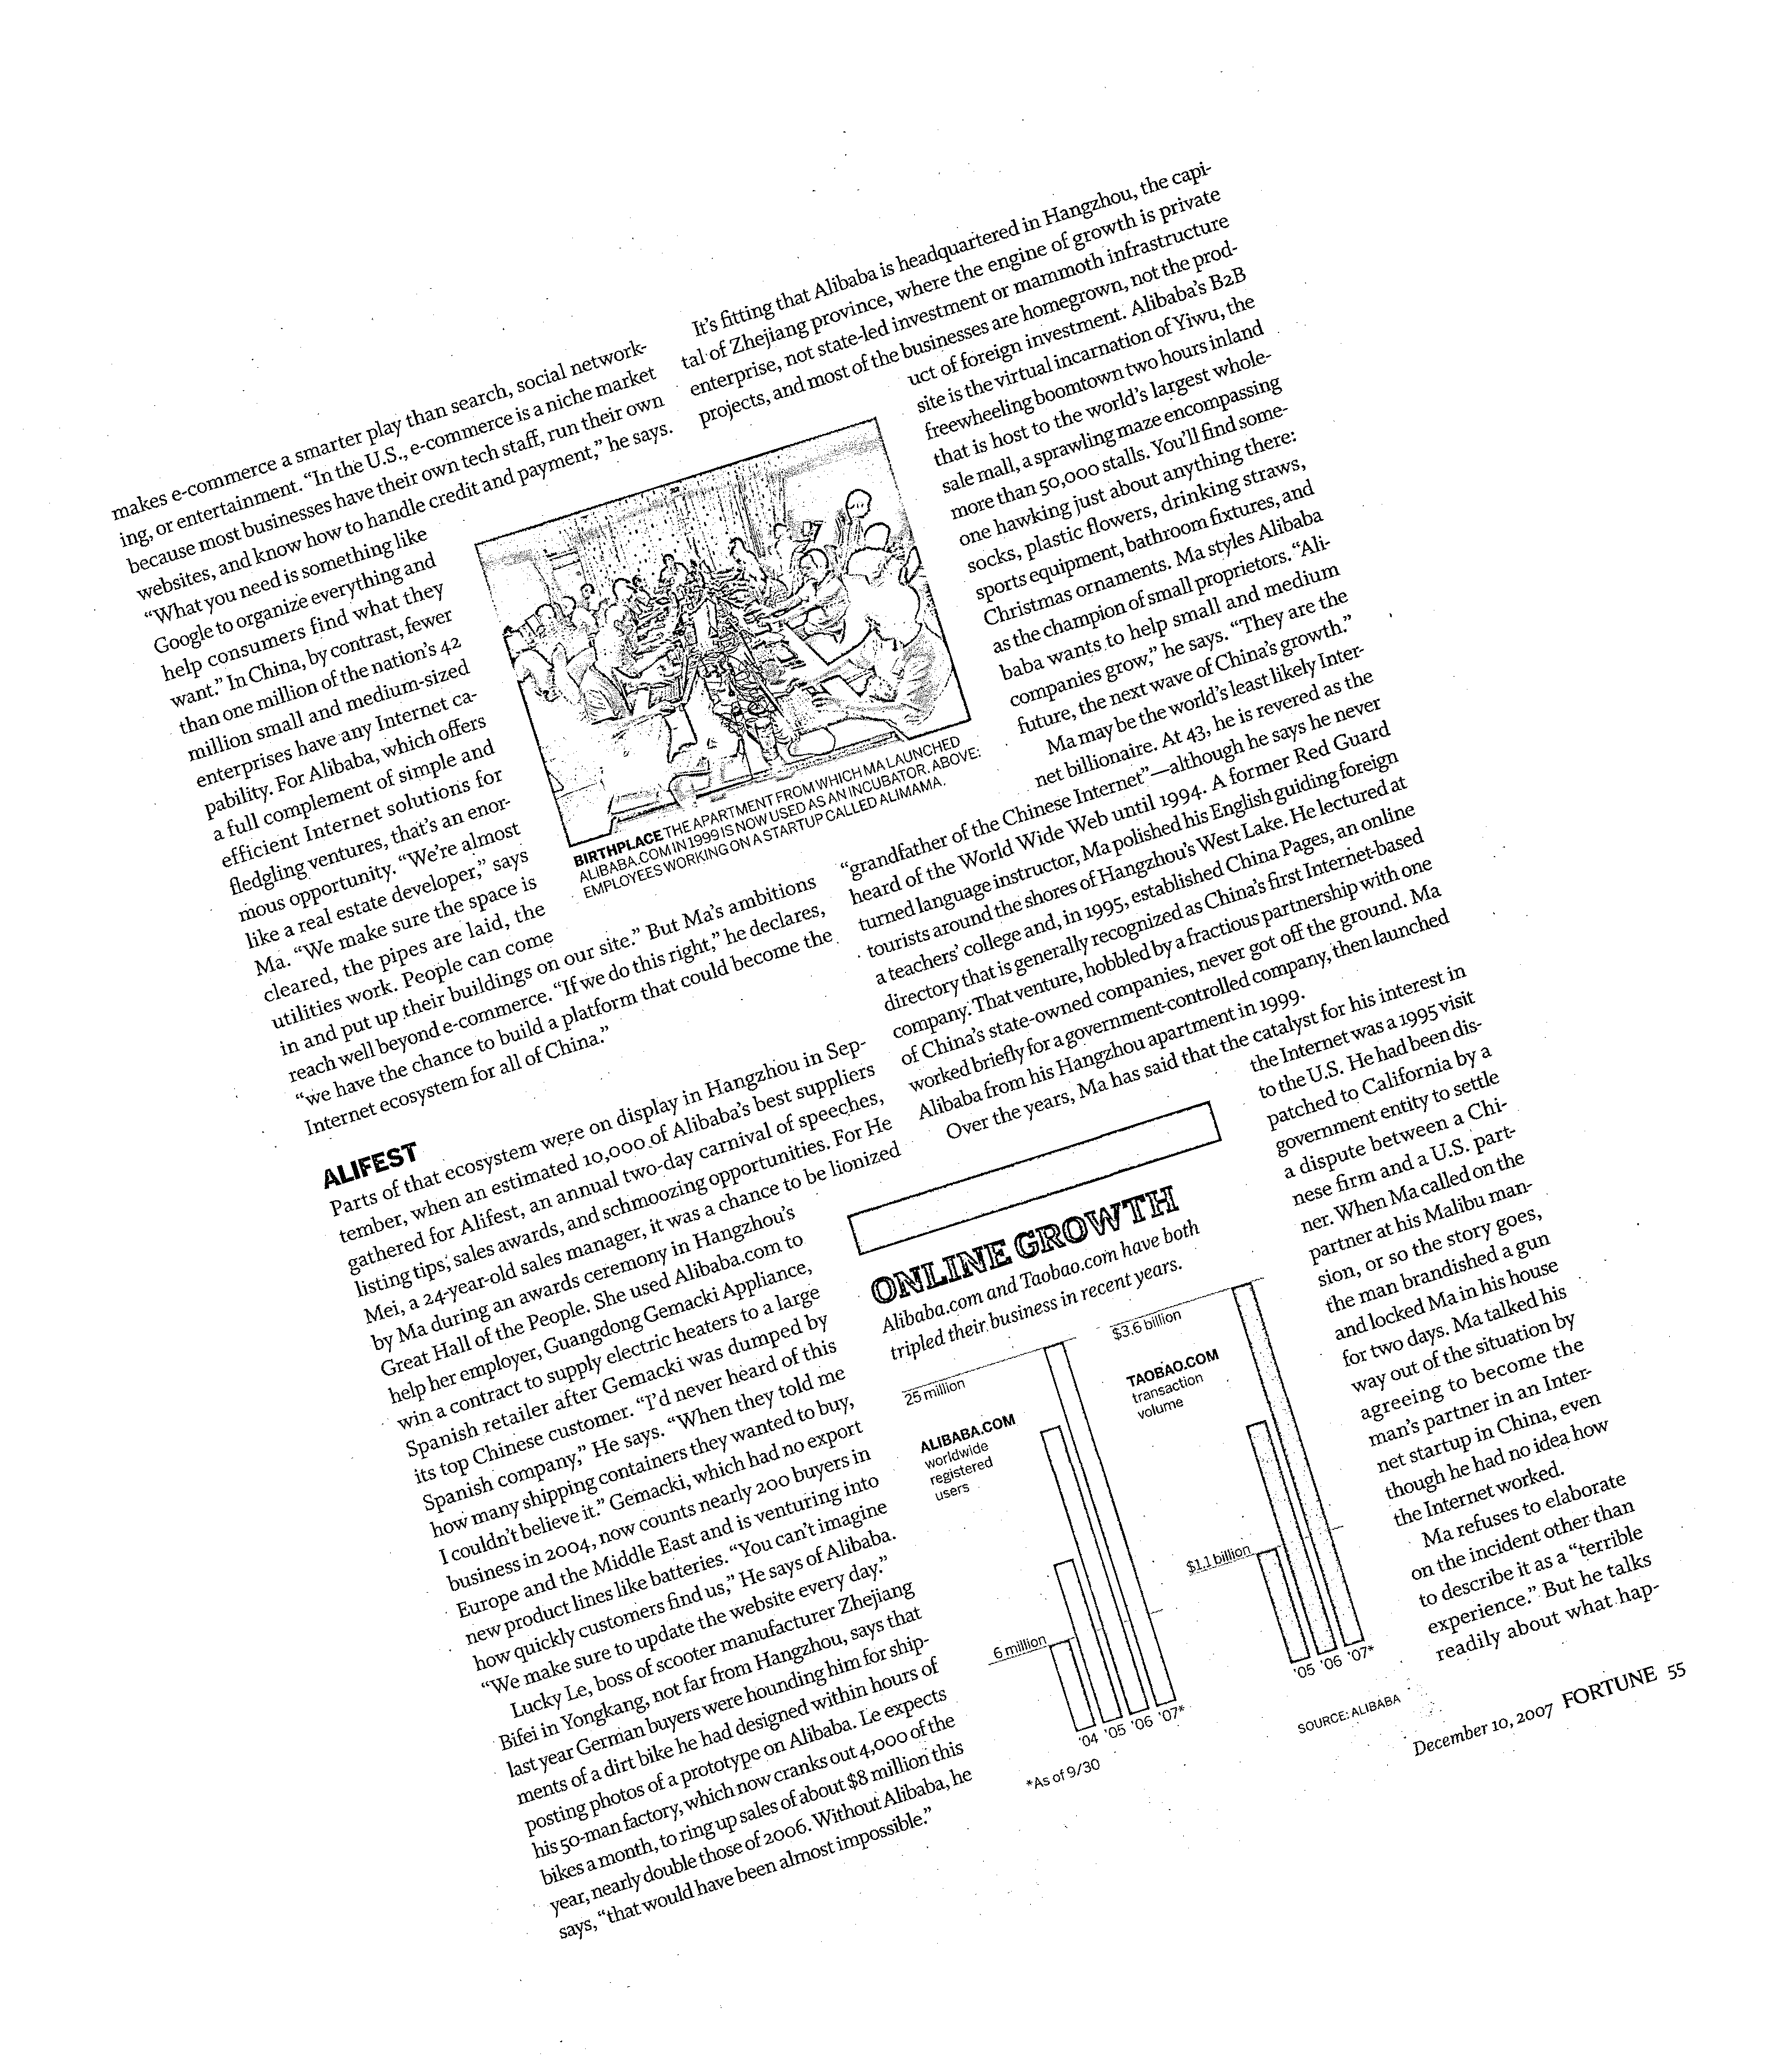 makes e-commerce a smarter play than search, social network-
ing, or entertainment. “In the U.S., e-commerce is a niche market
because most businesses have their own tech staff, run their own
websites, and know how to handle credit and payment,” he says.
“What you need is something like
Google to organize everything and
help consumers find what they
want.” In China, by contrast, fewer
than one million of the nation’s 42
million small and medium-sized
enterprises have any Internet ca-
pability. For Alibaba, which offers
a full complement of simple and
efficient Internet solutions for
fledgling ventures, that’s an enor-
mous opportunity. “We’re almost
like a real estate developer,” says
Ma. “We make sure the space is
cleared, the pipes are laid, the
utilities work. People can come
in and put up their buildings on our site.” But Ma’s ambitions
reach well beyond e-commerce. “If we do this right,” he declares,
“we have the chance to build a platform that could become the
Internet ecosystem for all of China.”
ALIFEST
Parts of that ecosystem were on display in Hangzhou in Sep-
tember, when an estimated 10,000 of Alibaba’s best suppliers
gathered for Alifest, an annual two-day carnival of speeches,
listing tips, sales awards, and schmoozing opportunities. For He
Mei, a 24-year-old sales manager, it was a chance to be lionized
by Ma during an awards ceremony in Hangzhou’s
Great Hall of the People. She used Alibaba.com to
help her employer, Guangdong Gemacki Appliance,
win a contract to supply electric heaters to a large
Spanish retailer after Gemacki was dumped by
its top Chinese customer. “I’d never heard of this
Spanish company,” He says. “When they told me
how many shipping containers they wanted to buy,
I couldn’t believe it.” Gemacki, which had no export
business in 2004, now counts nearly 200 buyers in
Europe and the Middle East and is venturing into
new product lines like batteries. “You can’t imagine
how quickly customers find us,” He says of Alibaba.
“We make sure to update the website every day.”
Lucky Le, boss of scooter manufacturer Zhejiang
Bifei in Yongkang, not far from Hangzhou, says that
last year German buyers were hounding him for ship-
ments of a dirt bike he had designed within hours of
posting photos of a prototype on Alibaba. Le expects
his 50-man factory, which now cranks out 4,000 of the
bikes a month, to ring up sales of about $8 million this
year, nearly double those of 2006. Without Alibaba, he
says, “that would have been almost impossible.”
BIRTHPLACE THE APARTMENT FROM WHICH MA LAUNCHED
ALIBABA.COM IN 1999 IS NOW USED AS AN INCUBATOR. ABOVE:
EMPLOYEES WORKING ON A STARTUP CALLED ALIMAMA.
It’s fitting that Alibaba is headquartered in Hangzhou, the capi-
tal of Zhejiang province, where the engine of growth is private
enterprise, not state-led investment or mammoth infrastructure
projects, and most of the businesses are homegrown, not the prod-
uct of foreign investment. Alibaba’s B2B
site is the virtual incarnation of Yiwu, the
freewheeling boomtown two hours inland
that is host to the world’s largest whole-
sale mall, a sprawling maze encompassing
more than 50,000 stalls. You’ll find some-
one hawking just about anything there:
socks, plastic flowers, drinking straws,
sports equipment, bathroom fixtures, and
Christmas ornaments. Ma styles Alibaba
as the champion of small proprietors. “Ali-
baba wants to help small and medium
companies grow,” he says. “They are the
future, the next wave of China’s growth.”
Ma may be the world’s least likely Inter-
net billionaire. At 43, he is revered as the
“grandfather of the Chinese Internet”—although he says he never
heard of the World Wide Web until 1994. A former Red Guard
turned language instructor, Ma polished his English guiding foreign
tourists around the shores of Hangzhou’s West Lake. He lectured at
a teachers’ college and, in 1995, established China Pages, an online
directory that is generally recognized as China’s first Internet-based
company. That venture, hobbled by a fractious partnership with one
of China’s state-owned companies, never got off the ground. Ma
worked briefly for a government-controlled company, then launched
Alibaba from his Hangzhou apartment in 1999.
Over the years, Ma has said that the catalyst for his interest in
the Internet was a 1995 visit
to the U.S. He had been dis-
patched to California by a
government entity to settle
a dispute between a Chi-
nese firm and a U.S. part-
ner. When Ma called on the
partner at his Malibu man-
sion, or so the story goes,
the man brandished a gun
and locked Ma in his house
for two days. Ma talked his
way out of the situation by
agreeing to become the
man’s partner in an Inter-
net startup in China, even
though he had no idea how
the Internet worked.
Ma refuses to elaborate
on the incident other than
to describe it as a “terrible
experience.” But he talks
readily about what hap-
ONLINE GROWTH
Alibaba.com and Taobao.com have both
tripled their business in recent years.
25 million
ALIBABA.COM
worldwide
registered
users
6 million
'04 '05 '06 '07*
$3.6 billion
TAOBAO.COM
transaction
volume
$1.1 billion
'05 '06 '07*
*As of 9/30
SOURCE: ALIBABA
December 10, 2007 FORTUNE 55